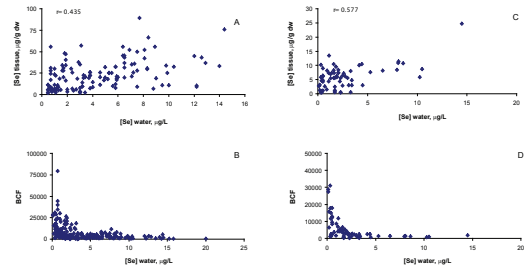 r=0.435
A
[Se] tissue, µg/g dw
100
75
50
25
0
0 2 4 6 8 10 12 14 16
[Se] water, µg/L
r= 0.577
C
[Se] tissue, µg/g dw
30
25
20
15
10
5
0
0 5 10 15 20
[Se] water, µg/L
B
BCF
100000
75000
50000
25000
0
0 5 10 15 20 25
[Se] water, µg/L
D
BCF
50000
40000
30000
20000
10000
0
0 5 10 15 20
[Se] water, µg/L